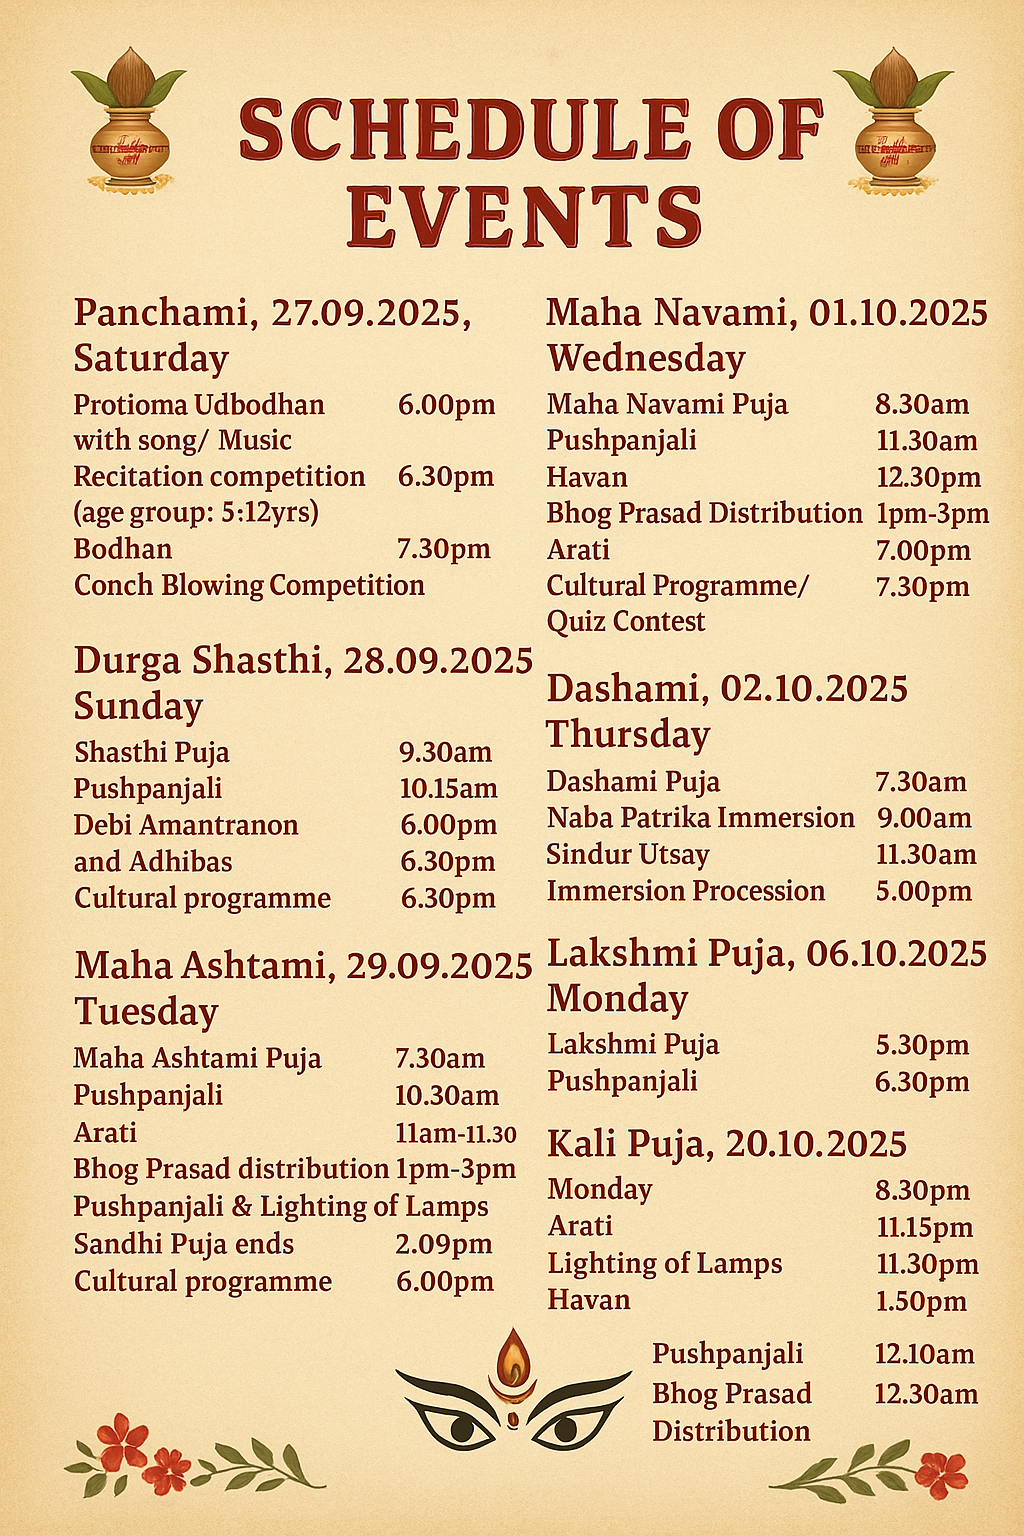 SCHEDULE OF
EVENTS
Panchami, 27.09.2025,
Saturday
Protioma Udbodhan 6.00pm
with song/ Music
Recitation competition 6.30pm
(age group: 5:12yrs)
Bodhan 7.30pm
Conch Blowing Competition
Durga Shasthi, 28.09.2025
Sunday
Shasthi Puja 9.30am
Pushpanjali 10.15am
Debi Amantranon 6.00pm
and Adhibas 6.30pm
Cultural programme 6.30pm
Maha Ashtami, 29.09.2025
Tuesday
Maha Ashtami Puja 7.30am
Pushpanjali 10.30am
Arati 11am-11.30
Bhog Prasad distribution 1pm-3pm
Pushpanjali & Lighting of Lamps
Sandhi Puja ends 2.09pm
Cultural programme 6.00pm
Maha Navami, 01.10.2025
Wednesday
Maha Navami Puja 8.30am
Pushpanjali 11.30am
Havan 12.30pm
Bhog Prasad Distribution 1pm-3pm
Arati 7.00pm
Cultural Programme/ 7.30pm
Quiz Contest
Dashami, 02.10.2025
Thursday
Dashami Puja 7.30am
Naba Patrika Immersion 9.00am
Sindur Utsay 11.30am
Immersion Procession 5.00pm
Lakshmi Puja, 06.10.2025
Monday
Lakshmi Puja 5.30pm
Pushpanjali 6.30pm
Kali Puja, 20.10.2025
Monday 8.30pm
Arati 11.15pm
Lighting of Lamps 11.30pm
Havan 1.50pm
Pushpanjali 12.10am
Bhog Prasad 12.30am
Distribution